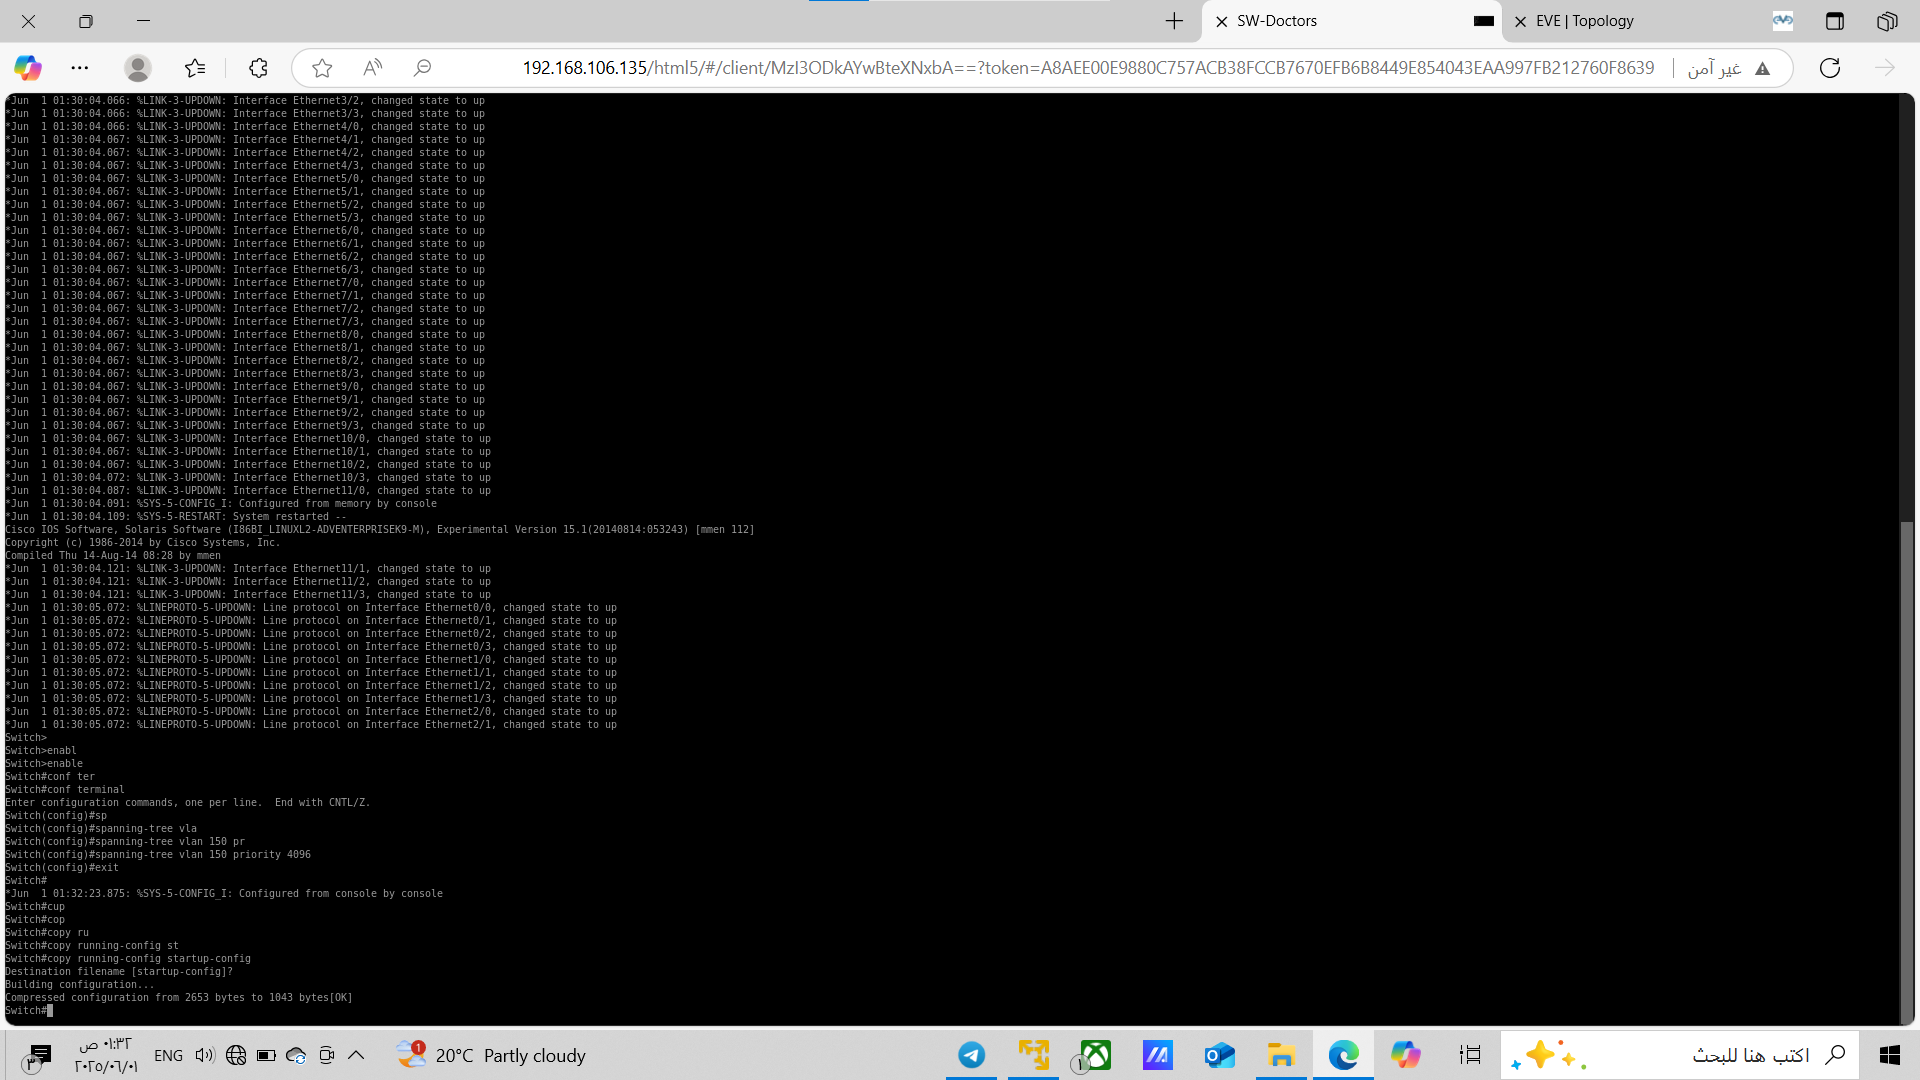 SW-Doctors
EVE | Topology
192.168.106.135/html5/#/client/MzI3ODkAYwBteXNxbA==?token=A8AEE00E9880C757ACB38FCCB7670EFB6B8449E854043EAA997FB212760F8639
غير آمن
*Jun  1 01:30:04.066: %LINK-3-UPDOWN: Interface Ethernet3/2, changed state to up
*Jun  1 01:30:04.066: %LINK-3-UPDOWN: Interface Ethernet3/3, changed state to up
*Jun  1 01:30:04.066: %LINK-3-UPDOWN: Interface Ethernet4/0, changed state to up
*Jun  1 01:30:04.067: %LINK-3-UPDOWN: Interface Ethernet4/1, changed state to up
*Jun  1 01:30:04.067: %LINK-3-UPDOWN: Interface Ethernet4/2, changed state to up
*Jun  1 01:30:04.067: %LINK-3-UPDOWN: Interface Ethernet4/3, changed state to up
*Jun  1 01:30:04.067: %LINK-3-UPDOWN: Interface Ethernet5/0, changed state to up
*Jun  1 01:30:04.067: %LINK-3-UPDOWN: Interface Ethernet5/1, changed state to up
*Jun  1 01:30:04.067: %LINK-3-UPDOWN: Interface Ethernet5/2, changed state to up
*Jun  1 01:30:04.067: %LINK-3-UPDOWN: Interface Ethernet5/3, changed state to up
*Jun  1 01:30:04.067: %LINK-3-UPDOWN: Interface Ethernet6/0, changed state to up
*Jun  1 01:30:04.067: %LINK-3-UPDOWN: Interface Ethernet6/1, changed state to up
*Jun  1 01:30:04.067: %LINK-3-UPDOWN: Interface Ethernet6/2, changed state to up
*Jun  1 01:30:04.067: %LINK-3-UPDOWN: Interface Ethernet6/3, changed state to up
*Jun  1 01:30:04.067: %LINK-3-UPDOWN: Interface Ethernet7/0, changed state to up
*Jun  1 01:30:04.067: %LINK-3-UPDOWN: Interface Ethernet7/1, changed state to up
*Jun  1 01:30:04.067: %LINK-3-UPDOWN: Interface Ethernet7/2, changed state to up
*Jun  1 01:30:04.067: %LINK-3-UPDOWN: Interface Ethernet7/3, changed state to up
*Jun  1 01:30:04.067: %LINK-3-UPDOWN: Interface Ethernet8/0, changed state to up
*Jun  1 01:30:04.067: %LINK-3-UPDOWN: Interface Ethernet8/1, changed state to up
*Jun  1 01:30:04.067: %LINK-3-UPDOWN: Interface Ethernet8/2, changed state to up
*Jun  1 01:30:04.067: %LINK-3-UPDOWN: Interface Ethernet8/3, changed state to up
*Jun  1 01:30:04.067: %LINK-3-UPDOWN: Interface Ethernet9/0, changed state to up
*Jun  1 01:30:04.067: %LINK-3-UPDOWN: Interface Ethernet9/1, changed state to up
*Jun  1 01:30:04.067: %LINK-3-UPDOWN: Interface Ethernet9/2, changed state to up
*Jun  1 01:30:04.067: %LINK-3-UPDOWN: Interface Ethernet9/3, changed state to up
*Jun  1 01:30:04.067: %LINK-3-UPDOWN: Interface Ethernet10/0, changed state to up
*Jun  1 01:30:04.067: %LINK-3-UPDOWN: Interface Ethernet10/1, changed state to up
*Jun  1 01:30:04.067: %LINK-3-UPDOWN: Interface Ethernet10/2, changed state to up
*Jun  1 01:30:04.072: %LINK-3-UPDOWN: Interface Ethernet10/3, changed state to up
*Jun  1 01:30:04.087: %LINK-3-UPDOWN: Interface Ethernet11/0, changed state to up
*Jun  1 01:30:04.091: %SYS-5-CONFIG_I: Configured from memory by console
*Jun  1 01:30:04.109: %SYS-5-RESTART: System restarted --
Cisco IOS Software, Solaris Software (I86BI_LINUXL2-ADVENTERPRISEK9-M), Experimental Version 15.1(20140814:053243) [mmen 112]
Copyright (c) 1986-2014 by Cisco Systems, Inc.
Compiled Thu 14-Aug-14 08:28 by mmen
*Jun  1 01:30:04.121: %LINK-3-UPDOWN: Interface Ethernet11/1, changed state to up
*Jun  1 01:30:04.121: %LINK-3-UPDOWN: Interface Ethernet11/2, changed state to up
*Jun  1 01:30:04.121: %LINK-3-UPDOWN: Interface Ethernet11/3, changed state to up
*Jun  1 01:30:05.072: %LINEPROTO-5-UPDOWN: Line protocol on Interface Ethernet0/0, changed state to up
*Jun  1 01:30:05.072: %LINEPROTO-5-UPDOWN: Line protocol on Interface Ethernet0/1, changed state to up
*Jun  1 01:30:05.072: %LINEPROTO-5-UPDOWN: Line protocol on Interface Ethernet0/2, changed state to up
*Jun  1 01:30:05.072: %LINEPROTO-5-UPDOWN: Line protocol on Interface Ethernet0/3, changed state to up
*Jun  1 01:30:05.072: %LINEPROTO-5-UPDOWN: Line protocol on Interface Ethernet1/0, changed state to up
*Jun  1 01:30:05.072: %LINEPROTO-5-UPDOWN: Line protocol on Interface Ethernet1/1, changed state to up
*Jun  1 01:30:05.072: %LINEPROTO-5-UPDOWN: Line protocol on Interface Ethernet1/2, changed state to up
*Jun  1 01:30:05.072: %LINEPROTO-5-UPDOWN: Line protocol on Interface Ethernet1/3, changed state to up
*Jun  1 01:30:05.072: %LINEPROTO-5-UPDOWN: Line protocol on Interface Ethernet2/0, changed state to up
*Jun  1 01:30:05.072: %LINEPROTO-5-UPDOWN: Line protocol on Interface Ethernet2/1, changed state to up
Switch>
Switch>enabl
Switch>enable
Switch#conf ter
Switch#conf terminal
Enter configuration commands, one per line.  End with CNTL/Z.
Switch(config)#sp
Switch(config)#spanning-tree vla
Switch(config)#spanning-tree vlan 150 pr
Switch(config)#spanning-tree vlan 150 priority 4096
Switch(config)#exit
Switch#
*Jun  1 01:32:23.875: %SYS-5-CONFIG_I: Configured from console by console
Switch#cup
Switch#cop
Switch#copy ru
Switch#copy running-config st
Switch#copy running-config startup-config
Destination filename [startup-config]?
Building configuration...
Compressed configuration from 2653 bytes to 1043 bytes[OK]
Switch#
٣
٠١:٣٢ ص
٢٠٢٥/٠٦/٠١
ENG
1
20°C Partly cloudy
١
اكتب هنا للبحث